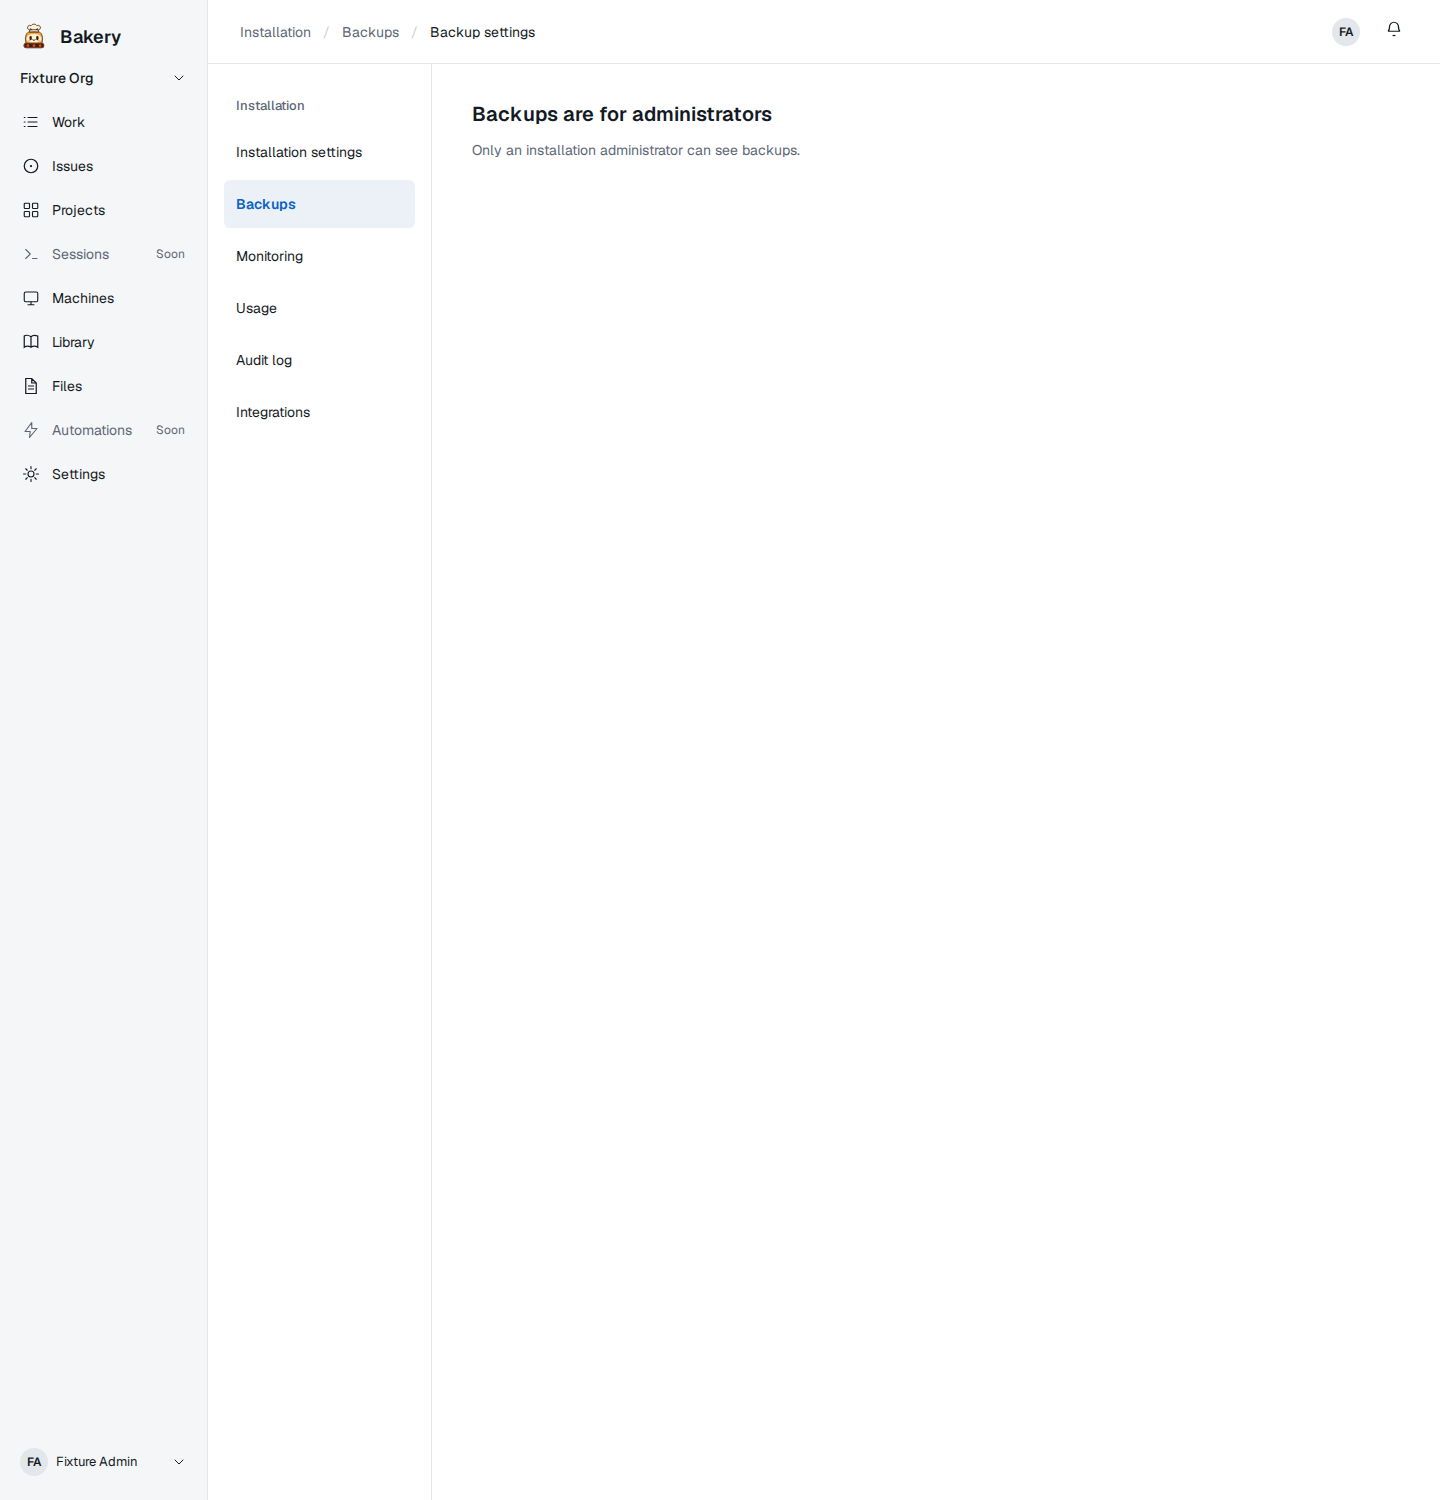 Bakery
Fixture Org
Work
Issues
Projects
Sessions Soon
Machines
Library
Files
Automations Soon
Settings
FA Fixture Admin
Installation / Backups / Backup settings
FA
Installation
Installation settings
Backups
Monitoring
Usage
Audit log
Integrations
Backups are for administrators
Only an installation administrator can see backups.